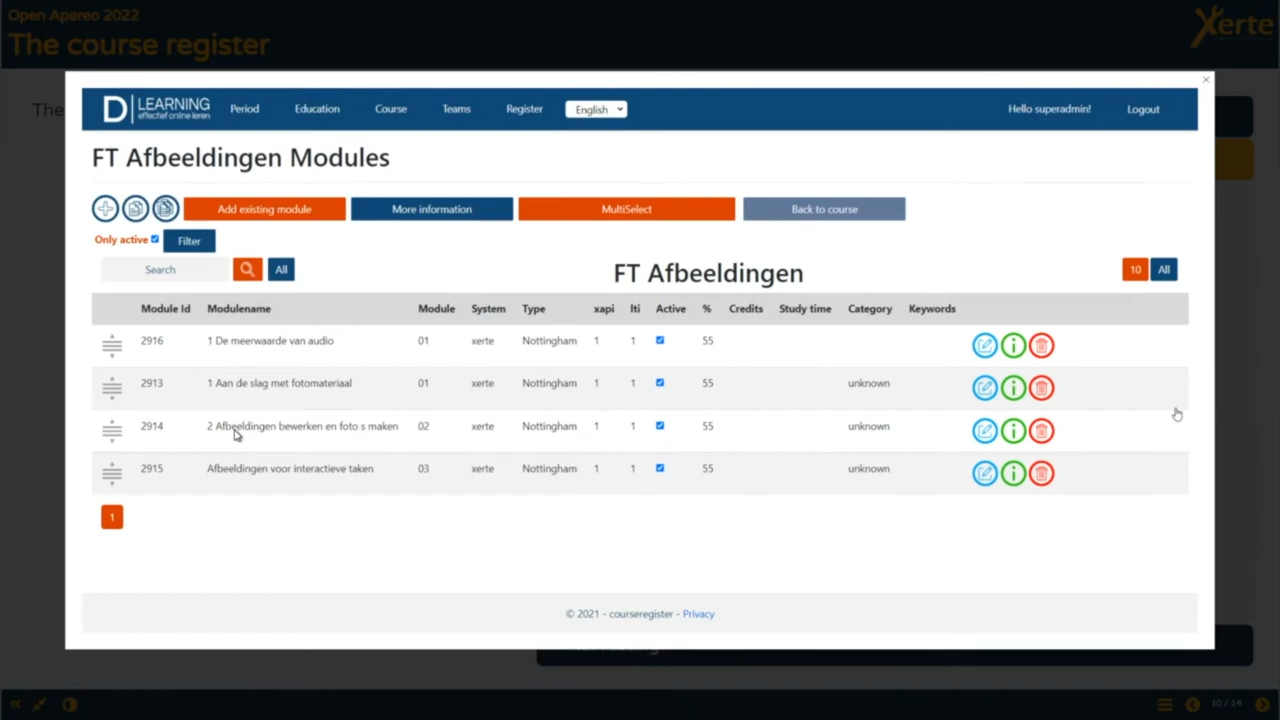 Open Apereo 2022
The course register
Xerte
The
×
D LEARNING effectief online leren Period Education Course Teams Register English Hello superadmin! Logout
FT Afbeeldingen Modules
Add existing module More information MultiSelect Back to course
Only active Filter
Search All FT Afbeeldingen 10 All
Module Id Modulename Module System Type xapi lti Active % Credits Study time Category Keywords
2916 1 De meerwaarde van audio 01 xerte Nottingham 1 1 55
2913 1 Aan de slag met fotomateriaal 01 xerte Nottingham 1 1 55 unknown
2914 2 Afbeeldingen bewerken en foto s maken 02 xerte Nottingham 1 1 55 unknown
2915 Afbeeldingen voor interactieve taken 03 xerte Nottingham 1 1 55 unknown
1
© 2021 - courseregister - Privacy
10 / 14